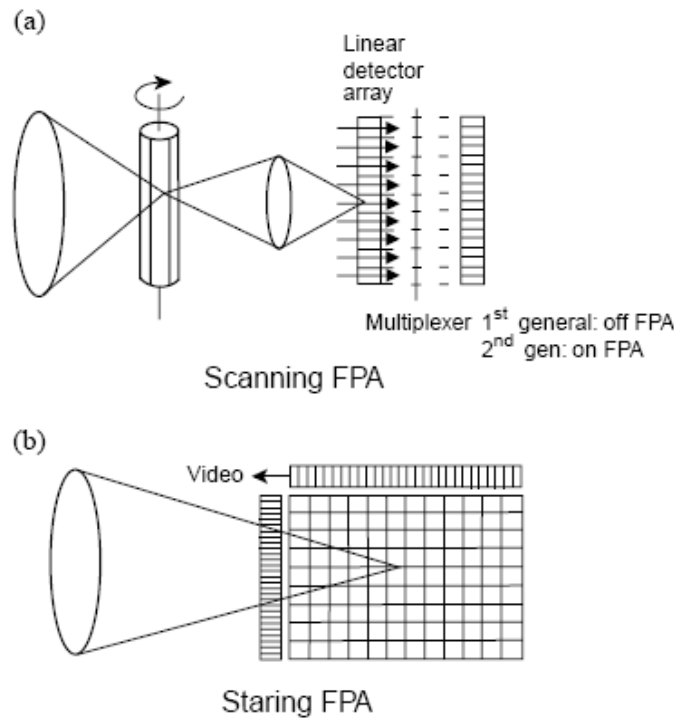 (a)
Linear
detector
array
Multiplexer 1st general: off FPA
2nd gen: on FPA
Scanning FPA
(b)
Video
Staring FPA